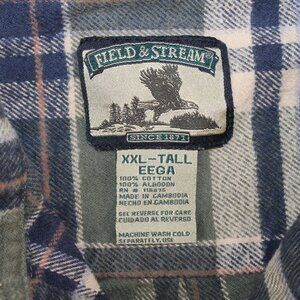 FIELD & STREAM
SINCE 1871
XXL-TALL
EEGA
100% COTTON
100% ALGODON
RN #
MADE IN CAMBODIA
HECHO EN CAMBODIA
SEE REVERSE FOR CARE
CUIDADO AL REVERSO
MACHINE WASH COLD
SEPARATELY, USE